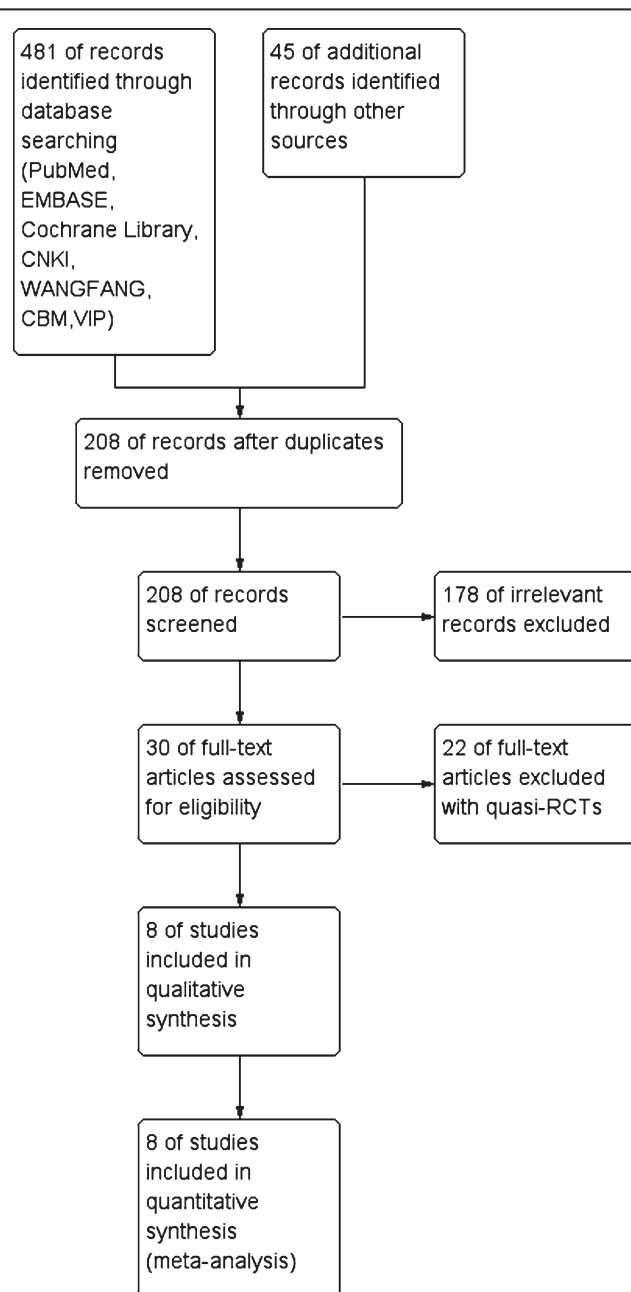 481 of records
identified through
database
searching
(PubMed,
EMBASE,
Cochrane Library,
CNKI,
WANGFANG,
CBM,VIP)
45 of additional
records identified
through other
sources
208 of records after duplicates
removed
208 of records
screened
178 of irrelevant
records excluded
30 of full-text
articles assessed
for eligibility
22 of full-text
articles excluded
with quasi-RCTs
8 of studies
included in
qualitative
synthesis
8 of studies
included in
quantitative
synthesis
(meta-analysis)